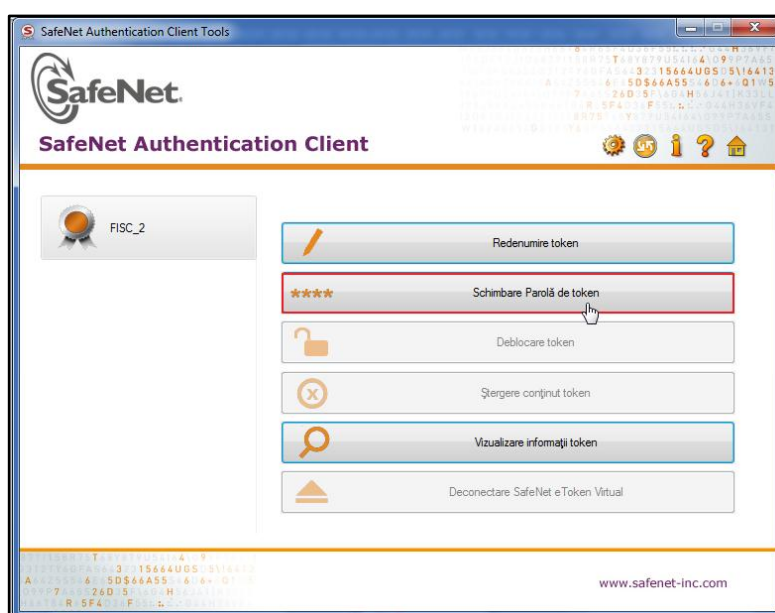 SafeNet Authentication Client Tools
SafeNet.
SafeNet Authentication Client
FISC_2
Redenumire token
**** Schimbare Parolă de token
Deblocare token
Ștergere conținut token
Vizualizare informații token
Deconectare SafeNet eToken Virtual
www.safenet-inc.com